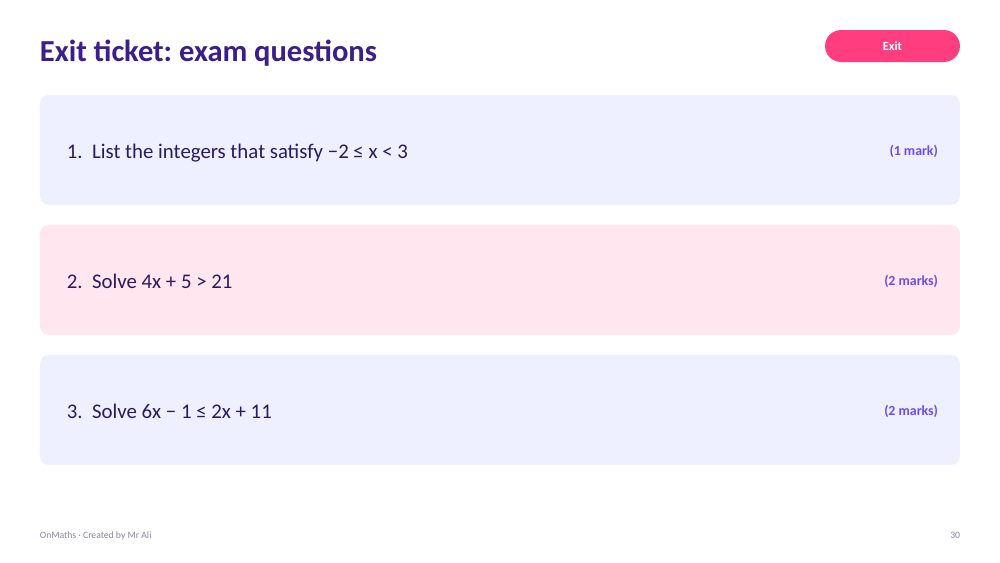 Exit ticket: exam questions
Exit
1. List the integers that satisfy −2 ≤ x < 3
(1 mark)
2. Solve 4x + 5 > 21
(2 marks)
3. Solve 6x − 1 ≤ 2x + 11
(2 marks)
OnMaths · Created by Mr Ali
30